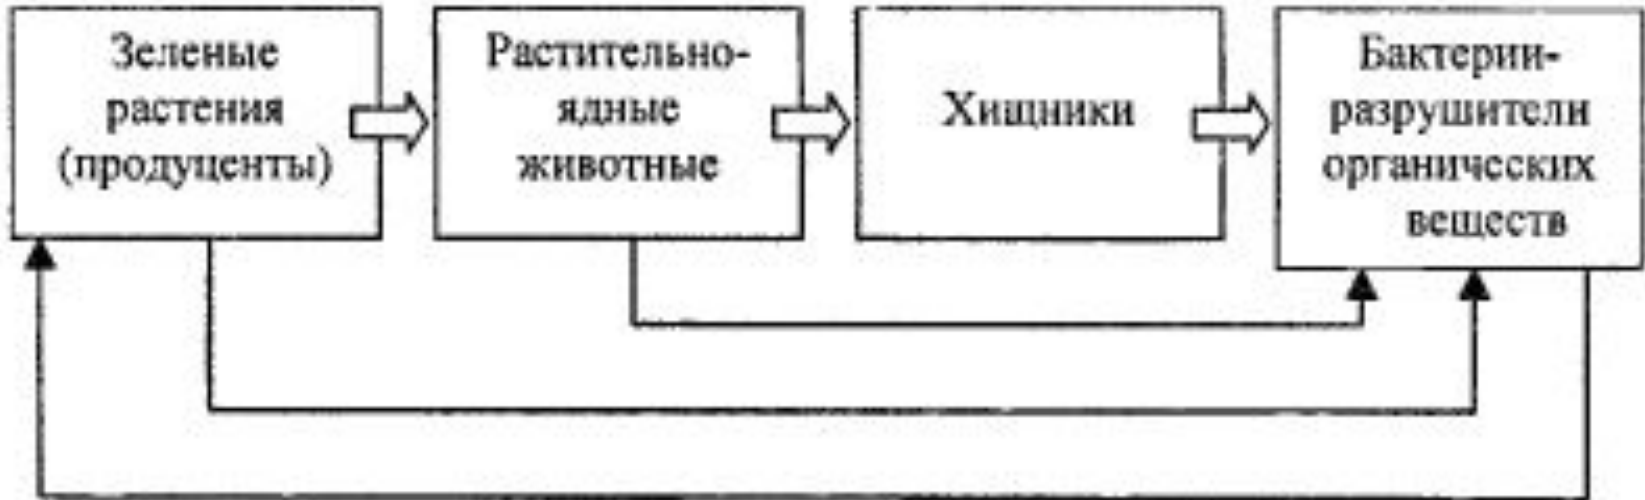 Зеленые
растения
(продуценты)
Растительно-
ядные
животные
Хищники
Бактерии-
разрушители
органических
веществ